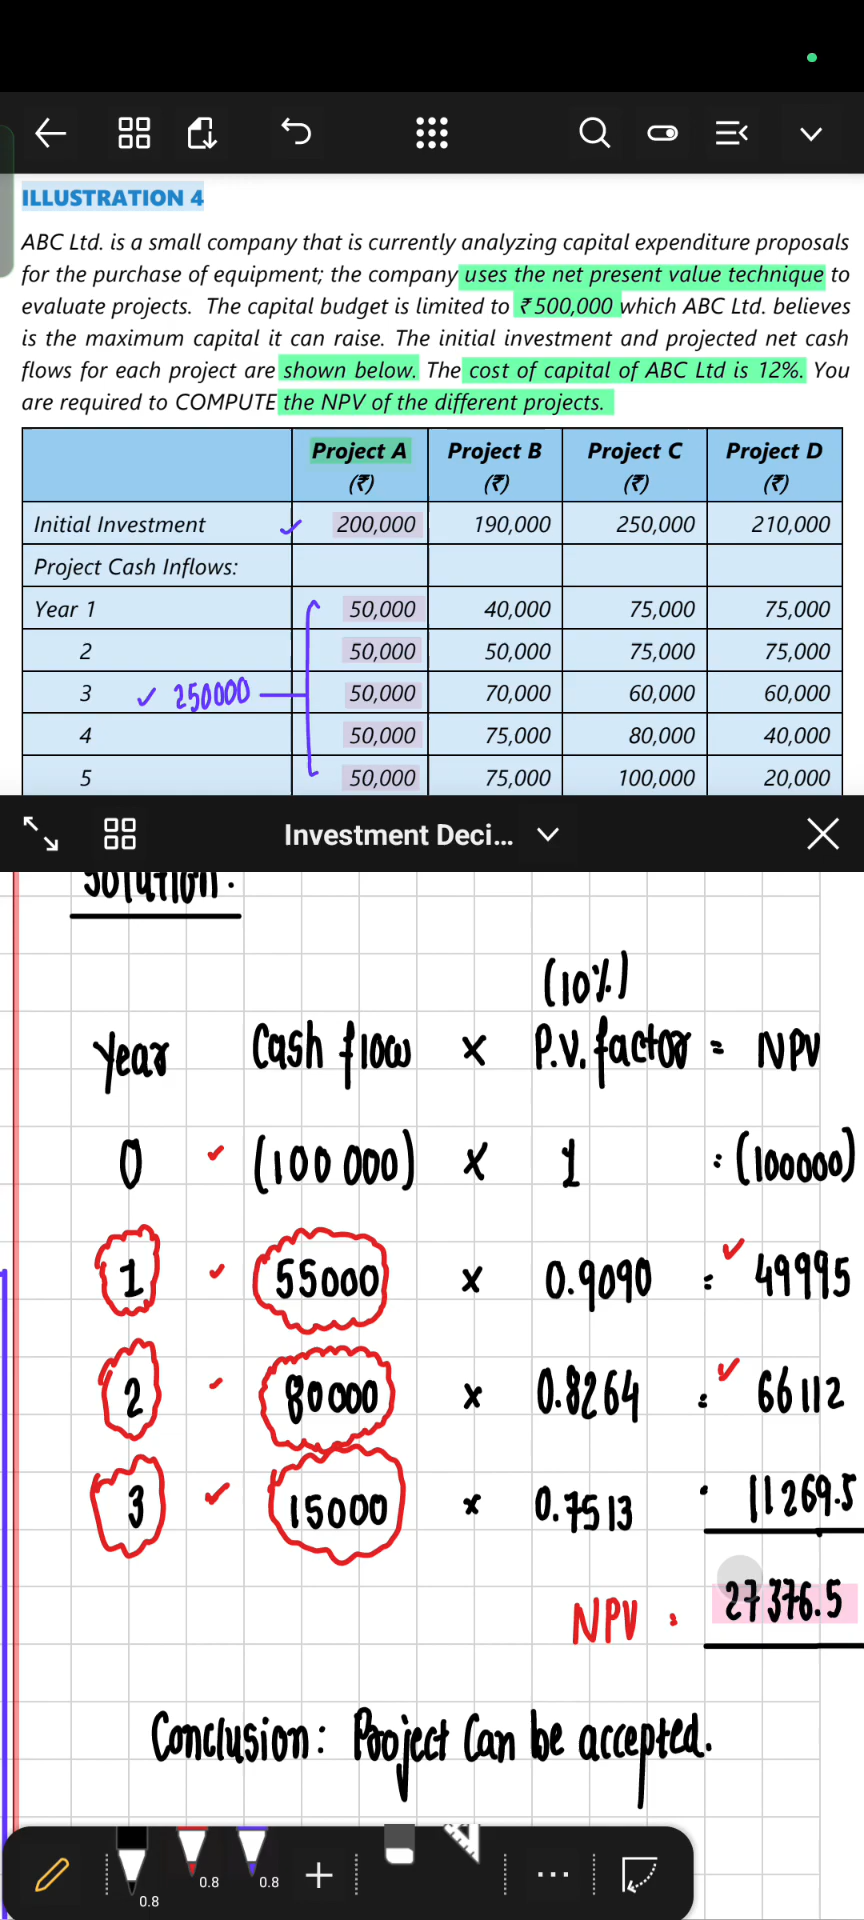 ILLUSTRATION 4
ABC Ltd. is a small company that is currently analyzing capital expenditure proposals
for the purchase of equipment; the company uses the net present value technique to
evaluate projects. The capital budget is limited to ₹ 500,000 which ABC Ltd. believes
is the maximum capital it can raise. The initial investment and projected net cash
flows for each project are shown below. The cost of capital of ABC Ltd is 12%. You
are required to COMPUTE the NPV of the different projects.
Project A Project B Project C Project D
(₹) (₹) (₹) (₹)
Initial Investment 200,000 190,000 250,000 210,000
Project Cash Inflows:
Year 1 50,000 40,000 75,000 75,000
2 50,000 50,000 75,000 75,000
3 250000 50,000 70,000 60,000 60,000
4 50,000 75,000 80,000 40,000
5 50,000 75,000 100,000 20,000
Investment Deci...
Solution.
(10%)
Year Cash flow × P.V. factor = NPV
0 (100 000) × 1 : (100000)
1 55000 × 0.9090 = 49995
2 80000 × 0.8264 = 66112
3 15000 × 0.7513 · 11269.5
NPV · 27376.5
Conclusion: Project Can be accepted.
0.8 0.8 0.8